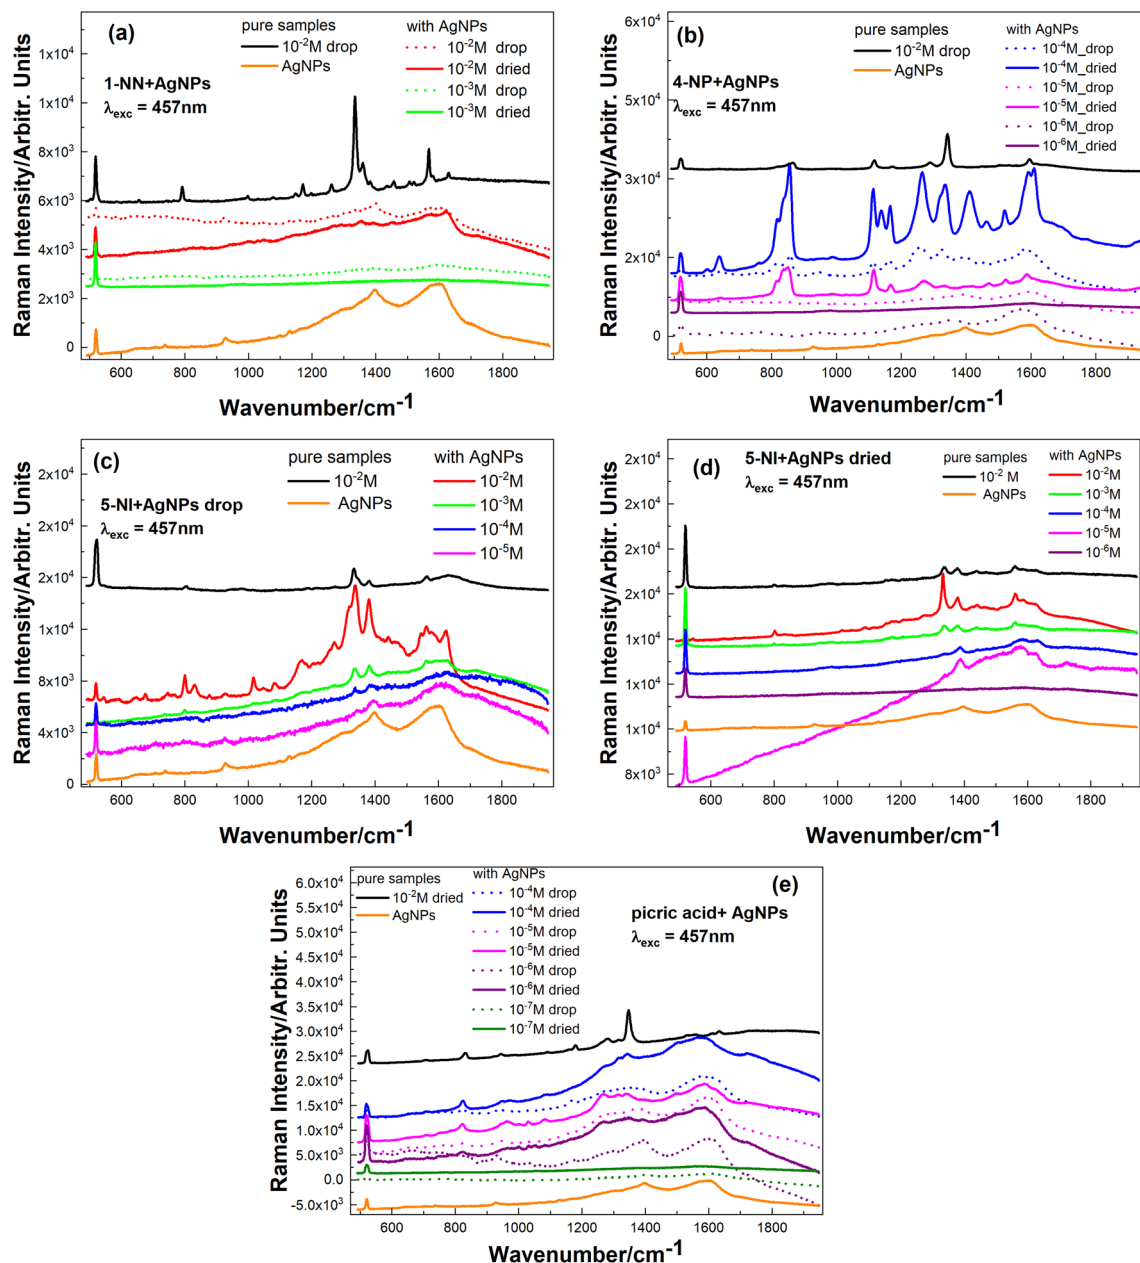 (a)
pure samples
10⁻²M drop
AgNPs
with AgNPs
10⁻²M drop
10⁻²M dried
10⁻³M drop
10⁻³M dried
1-NN+AgNPs
λexc = 457nm
Raman Intensity/Arbitr. Units
1x10⁴
1x10⁴
8x10³
6x10³
4x10³
2x10³
0
600 800 1000 1200 1400 1600 1800
Wavenumber/cm⁻¹
(b)
pure samples
10⁻²M drop
AgNPs
with AgNPs
10⁻⁴M_drop
10⁻⁴M_dried
10⁻⁵M_drop
10⁻⁵M_dried
10⁻⁶M_drop
10⁻⁶M_dried
4-NP+AgNPs
λexc = 457nm
Raman Intensity/Arbitr. Units
6x10⁴
5x10⁴
3x10⁴
2x10⁴
0
600 800 1000 1200 1400 1600 1800
Wavenumber/cm⁻¹
(c)
pure samples
10⁻²M
AgNPs
with AgNPs
10⁻²M
10⁻³M
10⁻⁴M
10⁻⁵M
5-NI+AgNPs drop
λexc = 457nm
Raman Intensity/Arbitr. Units
2x10⁴
2x10⁴
2x10⁴
1x10⁴
8x10³
4x10³
0
600 800 1000 1200 1400 1600 1800
Wavenumber/cm⁻¹
(d)
5-NI+AgNPs dried
λexc = 457nm
pure samples
10⁻² M
AgNPs
with AgNPs
10⁻²M
10⁻³M
10⁻⁴M
10⁻⁵M
10⁻⁶M
Raman Intensity/Arbitr. Units
2x10⁴
2x10⁴
2x10⁴
2x10⁴
1x10⁴
1x10⁴
1x10⁴
8x10³
600 800 1000 1200 1400 1600 1800
Wavenumber/cm⁻¹
(e)
pure samples
10⁻²M dried
AgNPs
with AgNPs
10⁻⁴M drop
10⁻⁴M dried
10⁻⁵M drop
10⁻⁵M dried
10⁻⁶M drop
10⁻⁶M dried
10⁻⁷M drop
10⁻⁷M dried
picric acid+ AgNPs
λexc = 457nm
Raman Intensity/Arbitr. Units
6.0x10⁴
5.5x10⁴
5.0x10⁴
4.5x10⁴
4.0x10⁴
3.5x10⁴
3.0x10⁴
2.5x10⁴
2.0x10⁴
1.5x10⁴
1.0x10⁴
5.0x10³
0.0
-5.0x10³
600 800 1000 1200 1400 1600 1800
Wavenumber/cm⁻¹